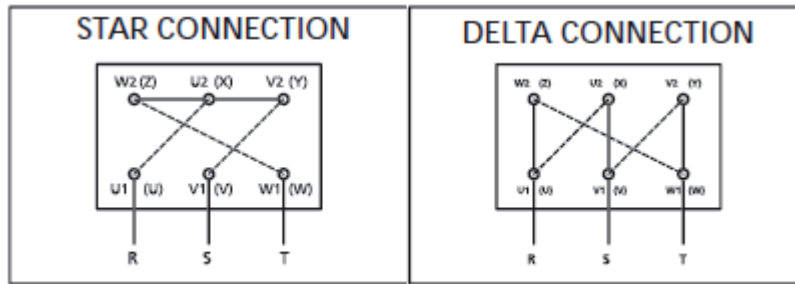 STAR CONNECTION
W2 (Z) U2 (X) V2 (Y)
U1 (U) V1 (V) W1 (W)
R S T
DELTA CONNECTION
W2 (Z) U2 (X) V2 (Y)
U1 (U) V1 (V) W1 (W)
R S T